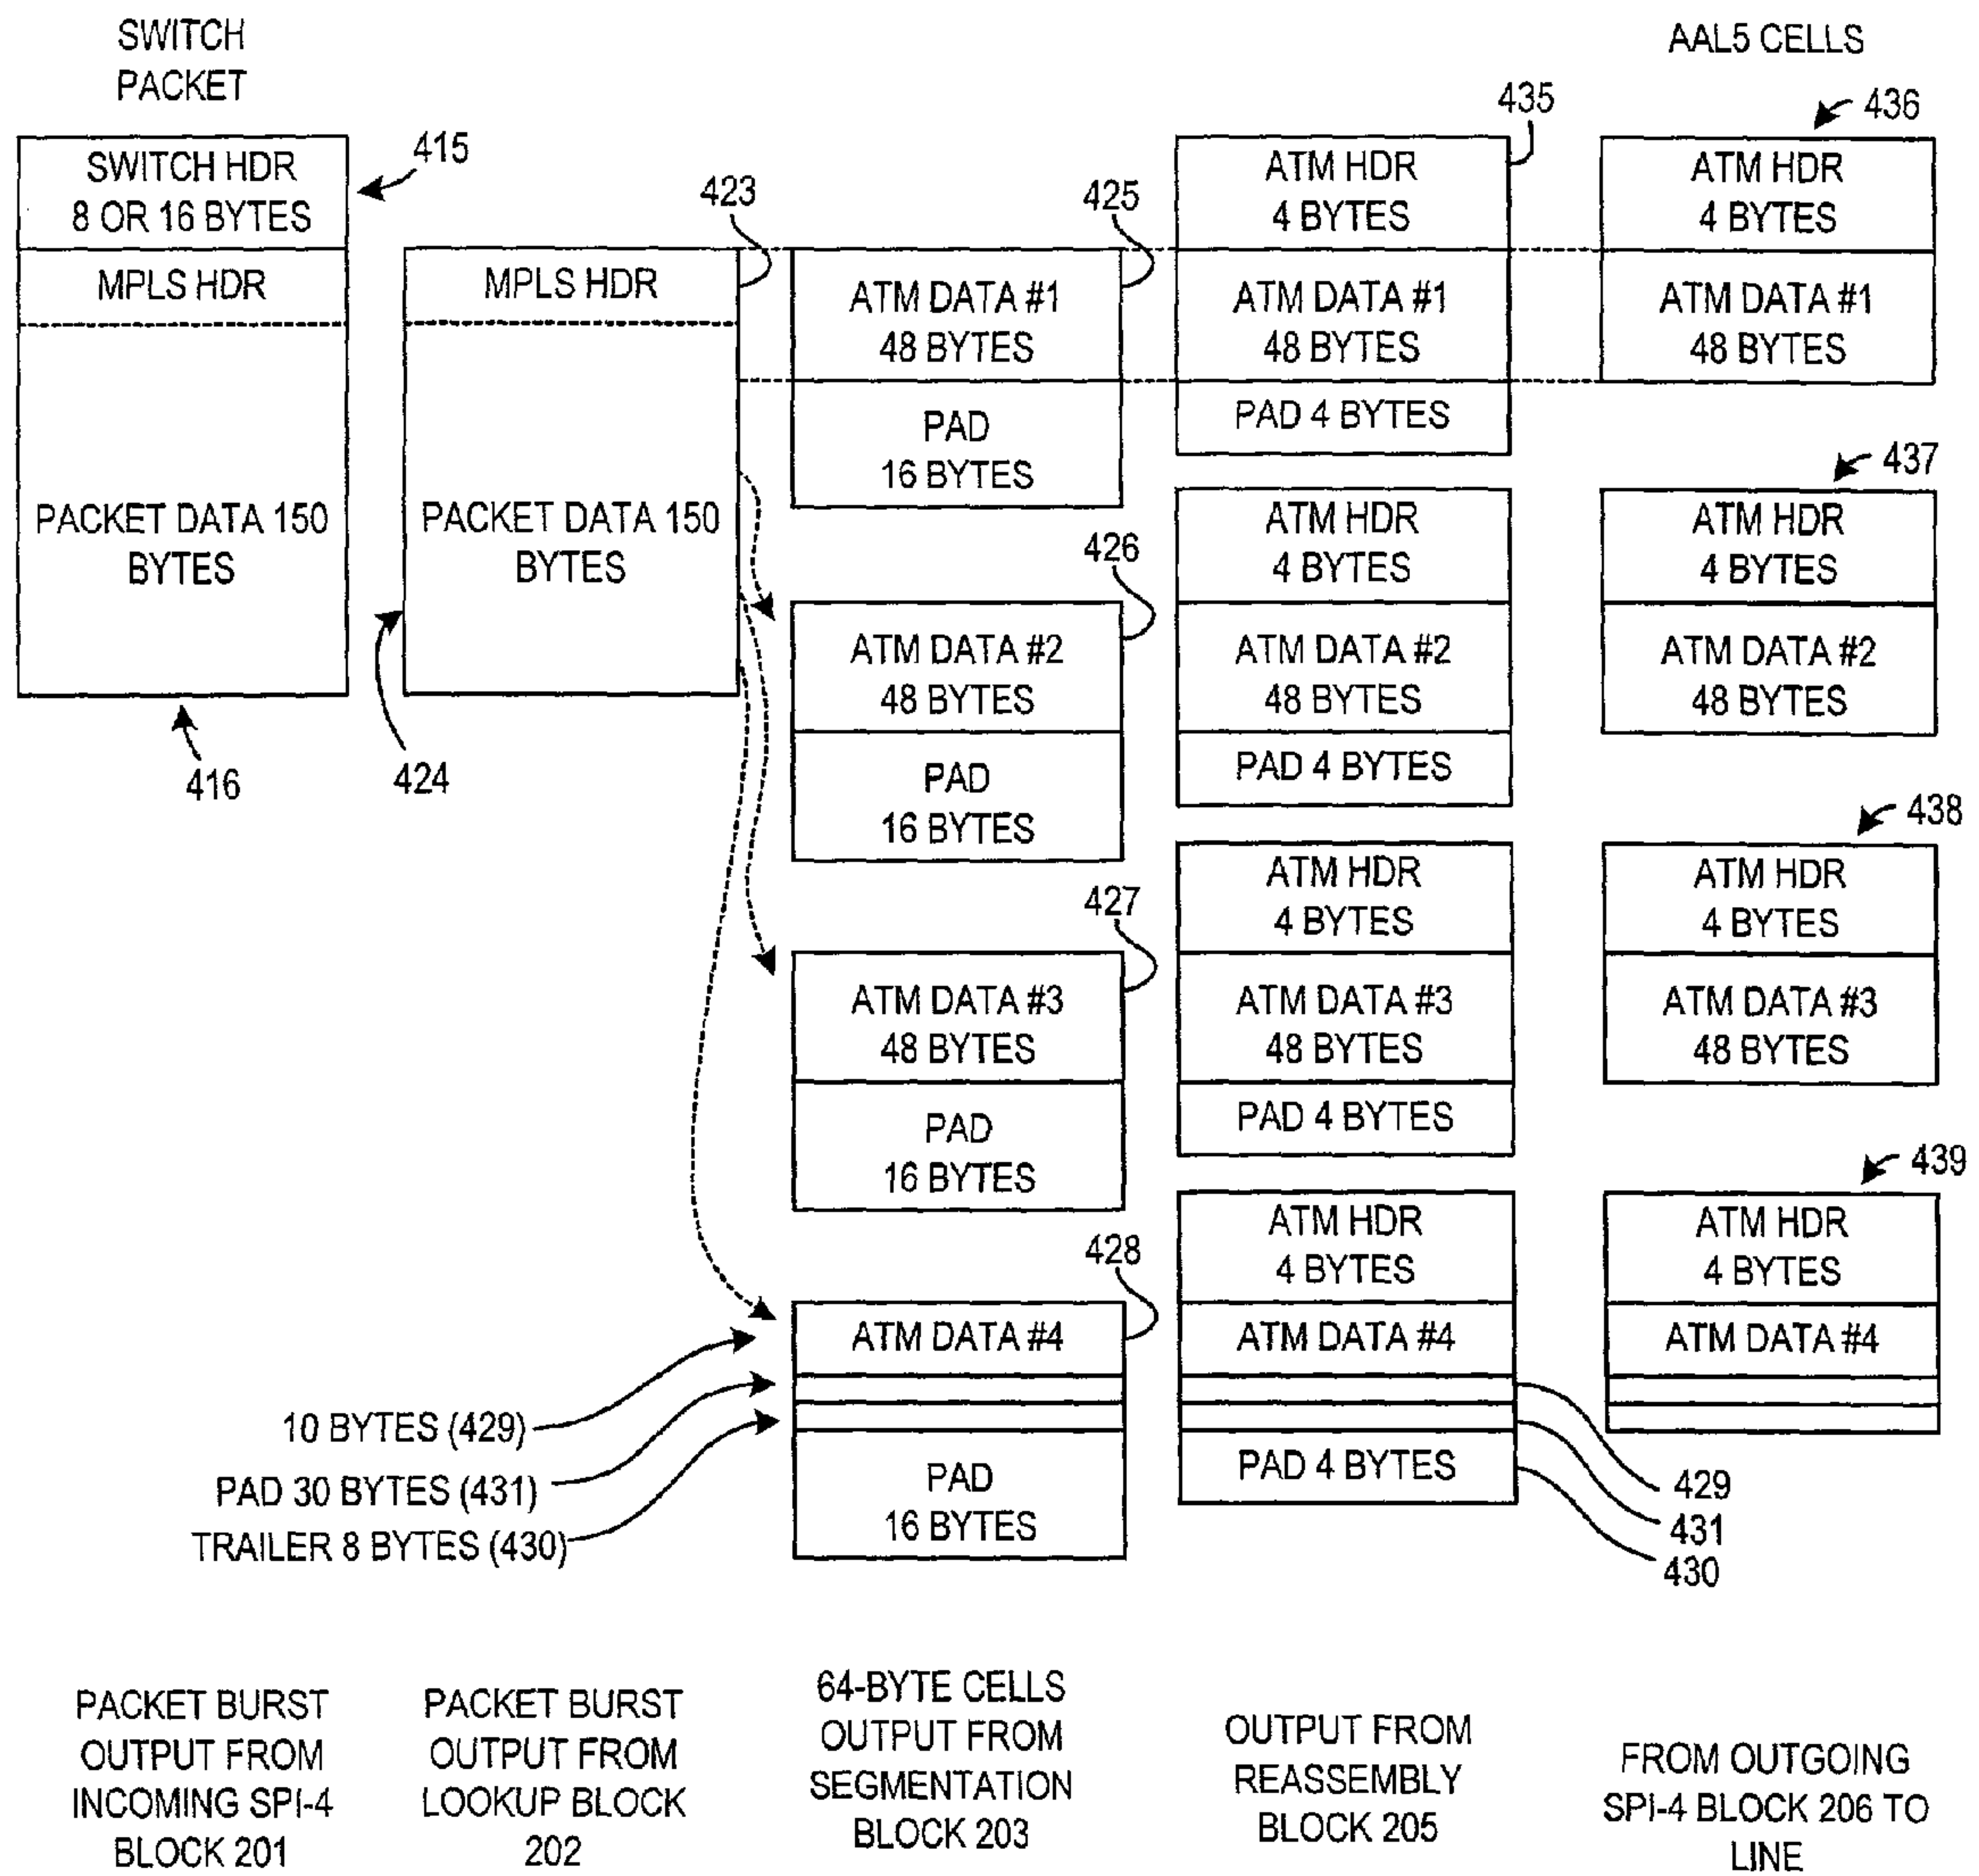 SWITCH
PACKET
AAL5 CELLS
SWITCH HDR
8 OR 16 BYTES
MPLS HDR
PACKET DATA 150
BYTES
415
416
MPLS HDR
PACKET DATA 150
BYTES
423
424
ATM DATA #1
48 BYTES
PAD
16 BYTES
425
ATM DATA #2
48 BYTES
PAD
16 BYTES
426
ATM DATA #3
48 BYTES
PAD
16 BYTES
427
ATM DATA #4
PAD
16 BYTES
428
10 BYTES (429)
PAD 30 BYTES (431)
TRAILER 8 BYTES (430)
435
ATM HDR
4 BYTES
ATM DATA #1
48 BYTES
PAD 4 BYTES
ATM HDR
4 BYTES
ATM DATA #2
48 BYTES
PAD 4 BYTES
ATM HDR
4 BYTES
ATM DATA #3
48 BYTES
PAD 4 BYTES
ATM HDR
4 BYTES
ATM DATA #4
PAD 4 BYTES
429
431
430
436
ATM HDR
4 BYTES
ATM DATA #1
48 BYTES
437
ATM HDR
4 BYTES
ATM DATA #2
48 BYTES
438
ATM HDR
4 BYTES
ATM DATA #3
48 BYTES
439
ATM HDR
4 BYTES
ATM DATA #4
PACKET BURST
OUTPUT FROM
INCOMING SPI-4
BLOCK 201
PACKET BURST
OUTPUT FROM
LOOKUP BLOCK
202
64-BYTE CELLS
OUTPUT FROM
SEGMENTATION
BLOCK 203
OUTPUT FROM
REASSEMBLY
BLOCK 205
FROM OUTGOING
SPI-4 BLOCK 206 TO
LINE